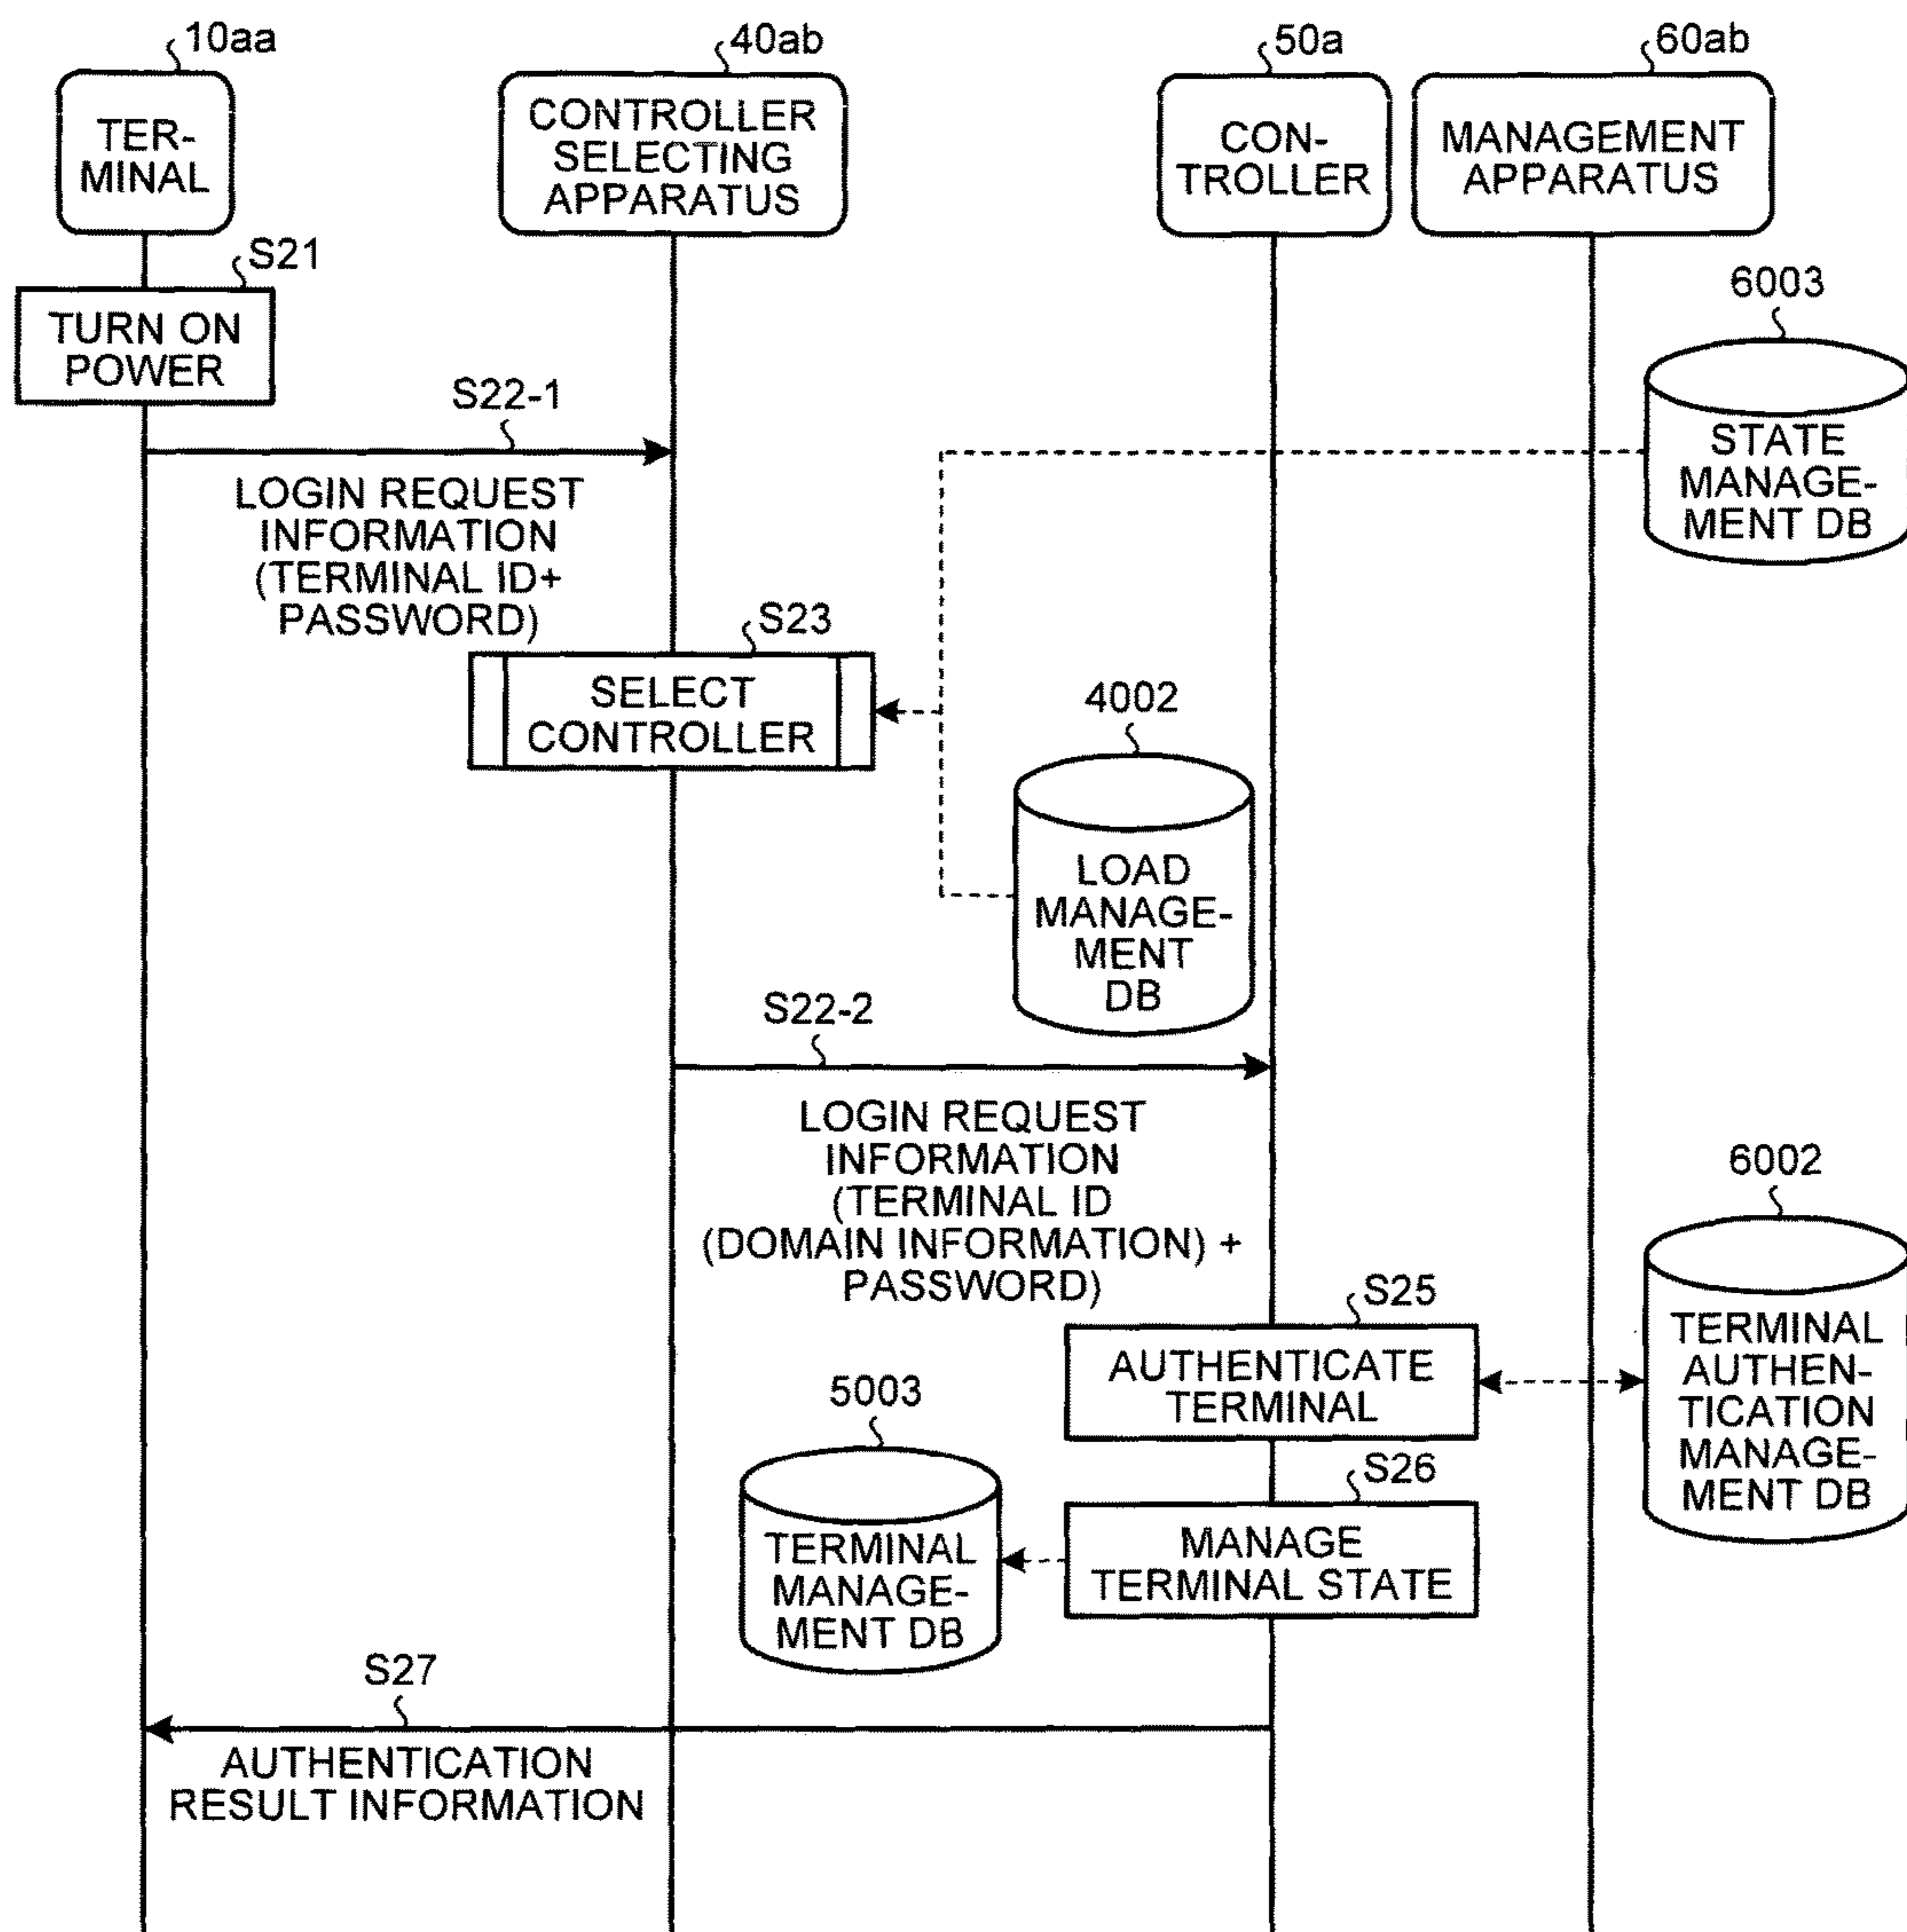 10aa
40ab
50a
60ab
TER-
MINAL
CONTROLLER
SELECTING
APPARATUS
CON-
TROLLER
MANAGEMENT
APPARATUS
S21
TURN ON
POWER
6003
STATE
MANAGE-
MENT DB
S22-1
LOGIN REQUEST
INFORMATION
(TERMINAL ID+
PASSWORD)
S23
SELECT
CONTROLLER
4002
LOAD
MANAGE-
MENT
DB
S22-2
LOGIN REQUEST
INFORMATION
(TERMINAL ID
(DOMAIN INFORMATION) +
PASSWORD)
6002
TERMINAL
AUTHEN-
TICATION
MANAGE-
MENT DB
S25
AUTHENTICATE
TERMINAL
5003
TERMINAL
MANAGE-
MENT DB
S26
MANAGE
TERMINAL STATE
S27
AUTHENTICATION
RESULT INFORMATION